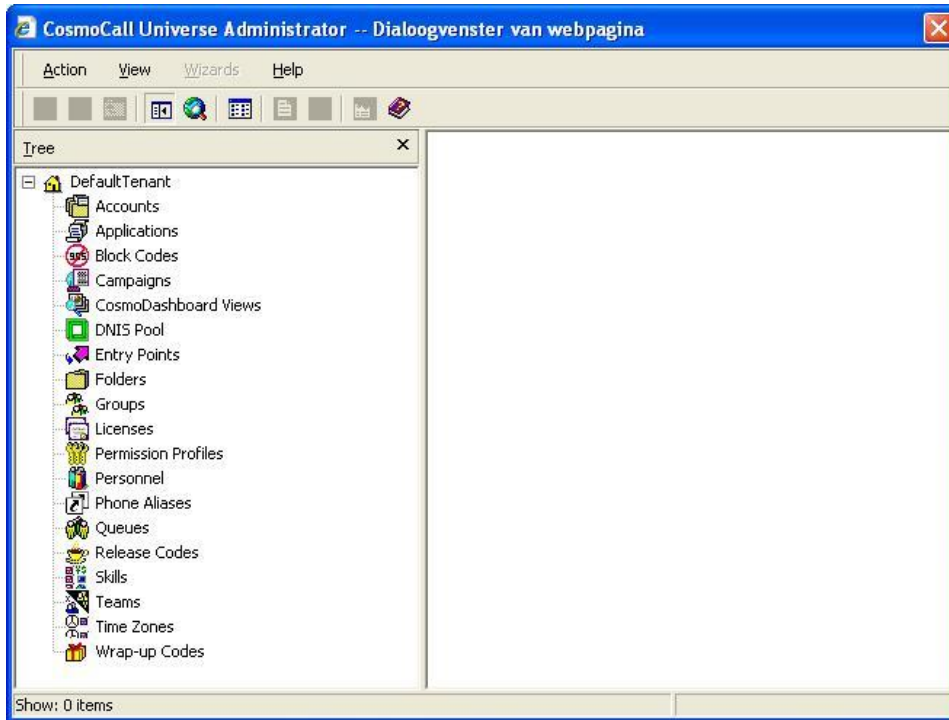 CosmoCall Universe Administrator -- Dialoogvenster van webpagina
Action View Wizards Help
Tree
DefaultTenant
Accounts
Applications
Block Codes
Campaigns
CosmoDashboard Views
DNIS Pool
Entry Points
Folders
Groups
Licenses
Permission Profiles
Personnel
Phone Aliases
Queues
Release Codes
Skills
Teams
Time Zones
Wrap-up Codes
Show: 0 items